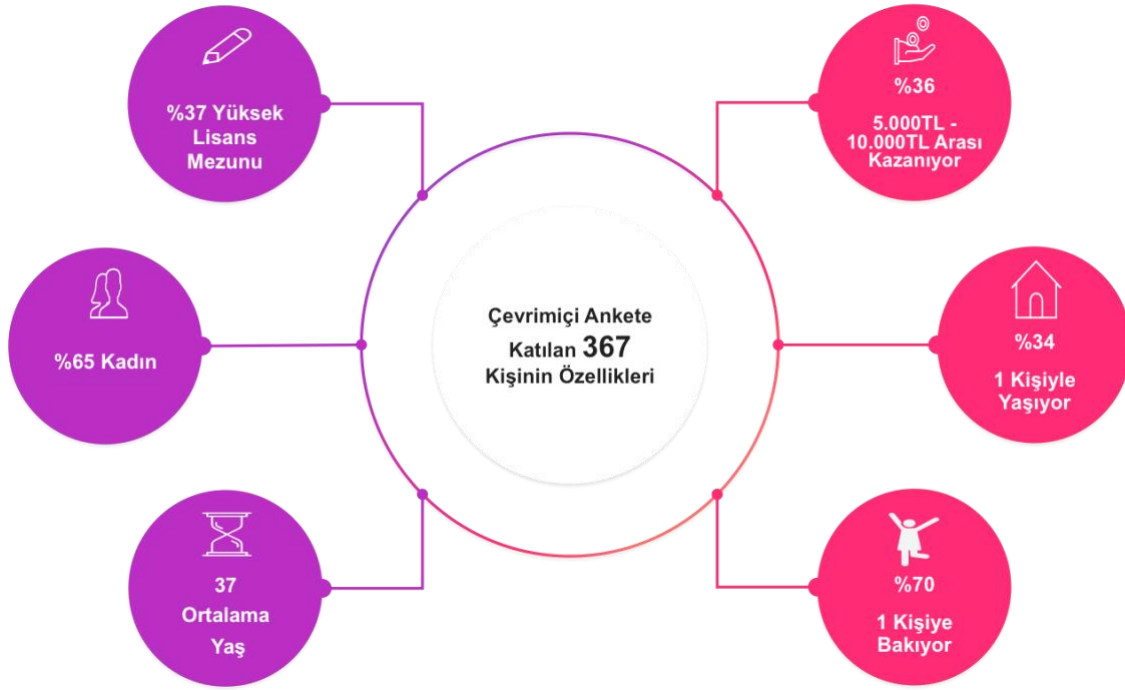 %37 Yüksek
Lisans
Mezunu
%65 Kadın
37
Ortalama
Yaş
Çevrimiçi Ankete
Katılan 367
Kişinin Özellikleri
%36
5.000TL -
10.000TL Arası
Kazanıyor
%34
1 Kişiyle
Yaşıyor
%70
1 Kişiye
Bakıyor